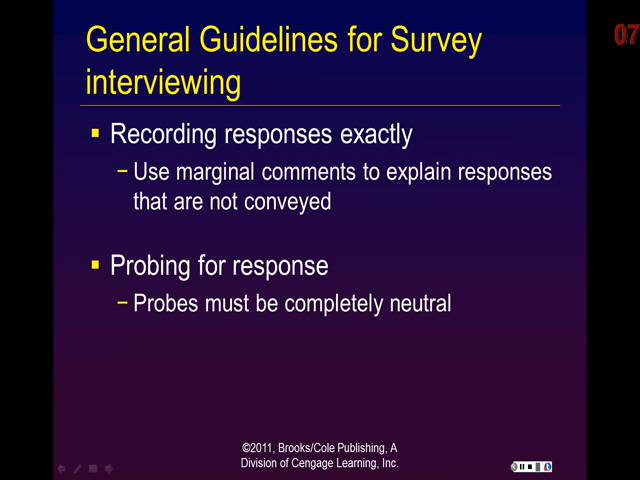 General Guidelines for Survey
interviewing
07
▪ Recording responses exactly
– Use marginal comments to explain responses
that are not conveyed
▪ Probing for response
– Probes must be completely neutral
©2011, Brooks/Cole Publishing, A
Division of Cengage Learning, Inc.